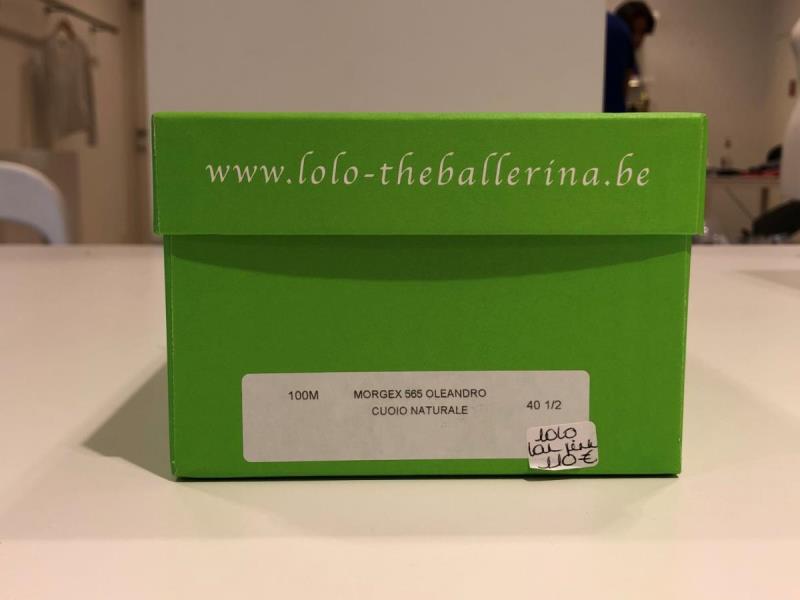 www.lolo-theballerina.be
100M MORGEX 565 OLEANDRO
CUOIO NATURALE
40 1/2
LOLO
110€